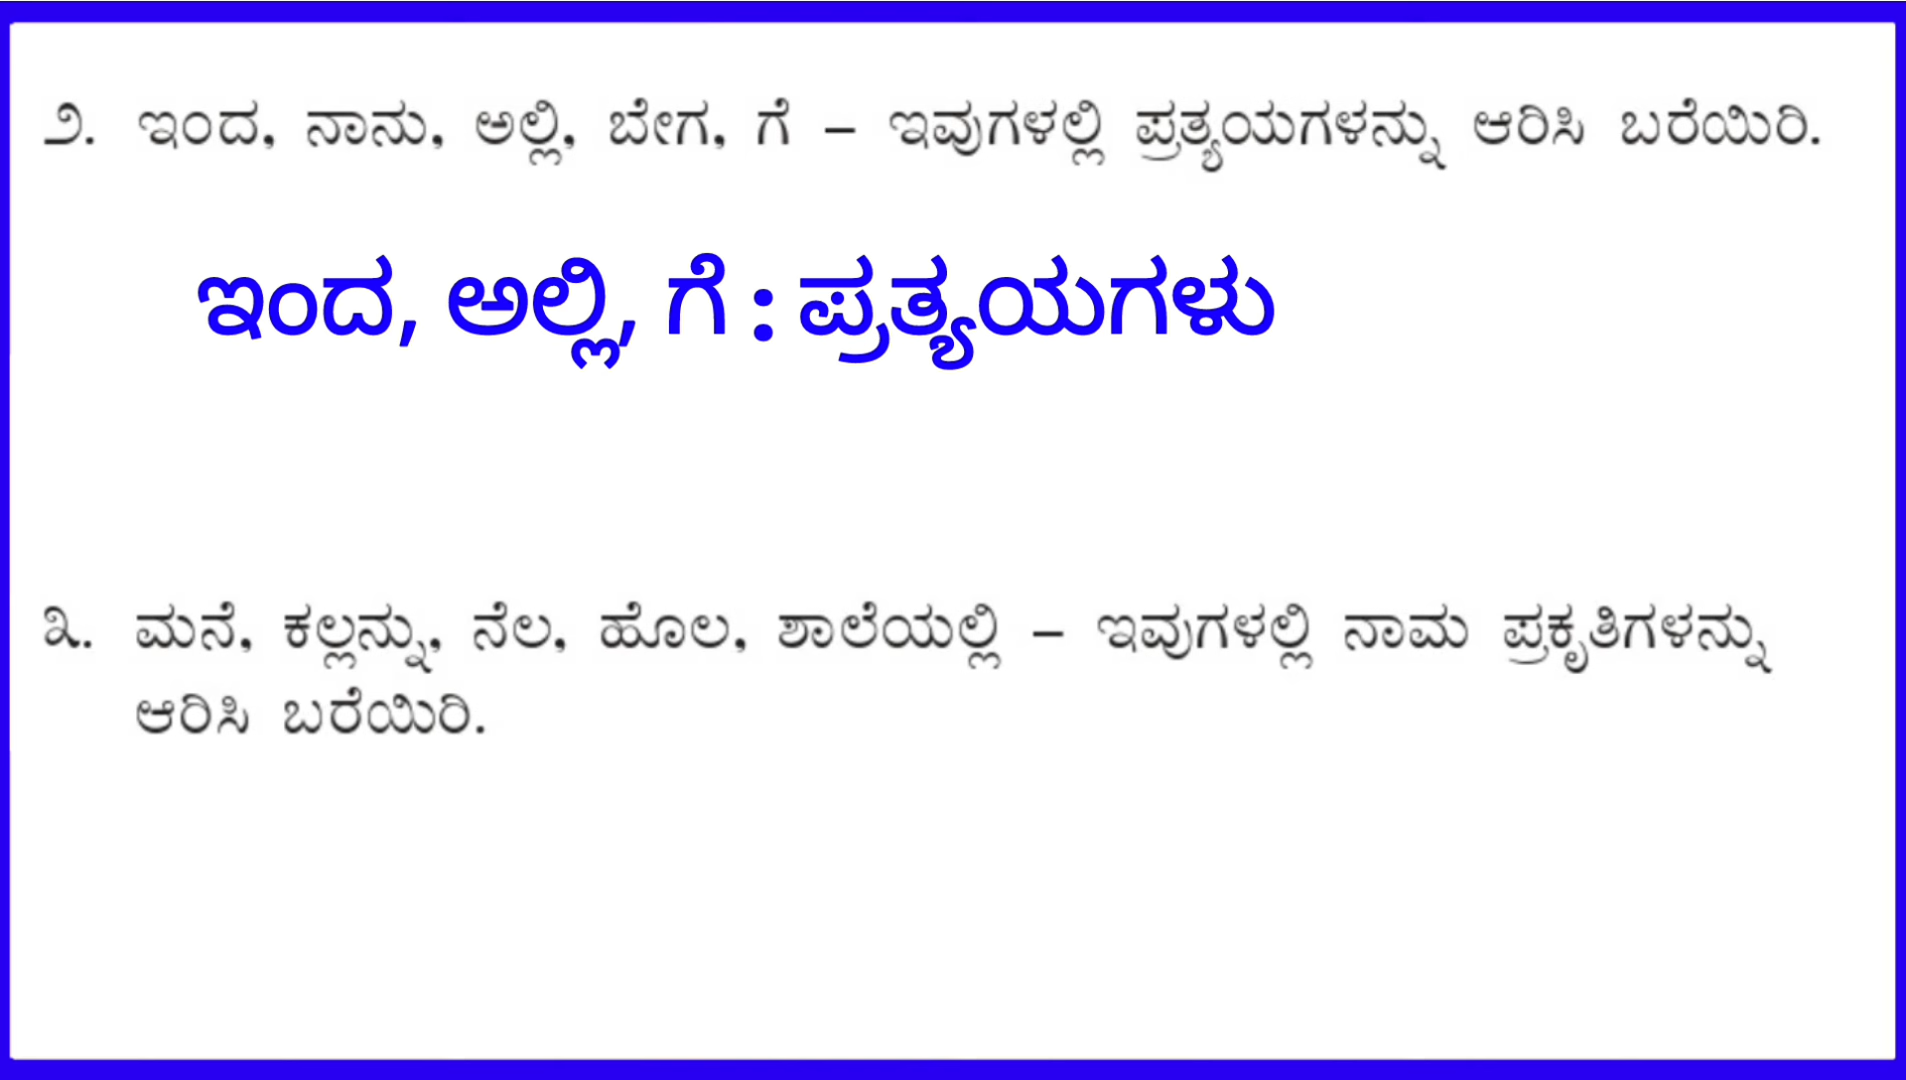 ೨. ಇಂದ, ನಾನು, ಅಲ್ಲಿ, ಬೇಗ, ಗೆ – ಇವುಗಳಲ್ಲಿ ಪ್ರತ್ಯಯಗಳನ್ನು ಆರಿಸಿ ಬರೆಯಿರಿ.
ಇಂದ, ಅಲ್ಲಿ, ಗೆ : ಪ್ರತ್ಯಯಗಳು
೩. ಮನೆ, ಕಲ್ಲನ್ನು, ನೆಲ, ಹೊಲ, ಶಾಲೆಯಲ್ಲಿ – ಇವುಗಳಲ್ಲಿ ನಾಮ ಪ್ರಕೃತಿಗಳನ್ನು
ಆರಿಸಿ ಬರೆಯಿರಿ.